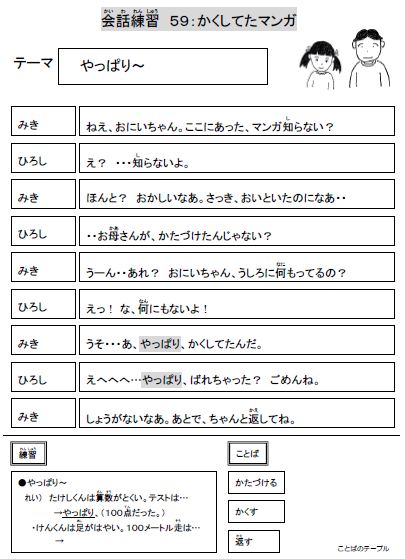 会話練習 59：かくしてたマンガ
テーマ やっぱり～
みき ねえ、おにいちゃん。ここにあった、マンガ知らない？
ひろし え？ ・・・知らないよ。
みき ほんと？ おかしいなあ。さっき、おいといたのになあ・・
ひろし ・・お母さんが、かたづけたんじゃない？
みき うーん・・あれ？ おにいちゃん、うしろに何もってるの？
ひろし えっ！ な、何にもないよ！
みき うそ・・・あ、やっぱり、かくしてたんだ。
ひろし えへへへ…やっぱり、ばれちゃった？ ごめんね。
みき しょうがないなあ。あとで、ちゃんと返してね。
練習
●やっぱり～
れい） たけしくんは算数がとくい。テストは…
→やっぱり、（100点だった。）
・けんくんは足がはやい。100メートル走は…
→
ことば
かたづける
かくす
返す
ことばのテーブル